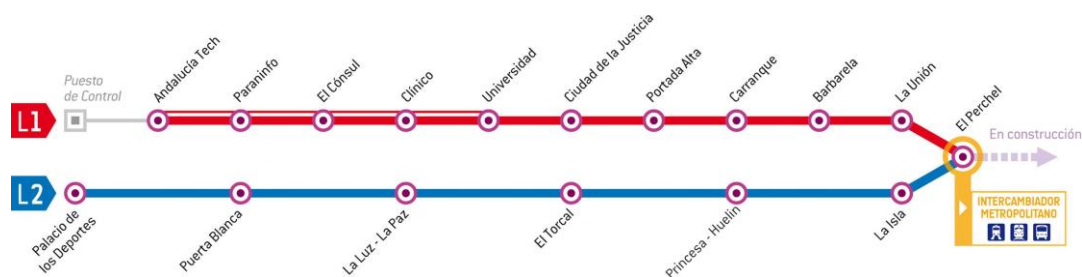 L1
Puesto
de Control
Andalucía Tech
Paraninfo
El Cónsul
Clínico
Universidad
Ciudad de la Justicia
Portada Alta
Carranque
Barbarela
La Unión
El Perchel
En construcción
L2
Palacio de
los Deportes
Puerta Blanca
La Luz - La Paz
El Torcal
Princesa - Huelin
La Isla
INTERCAMBIADOR
METROPOLITANO